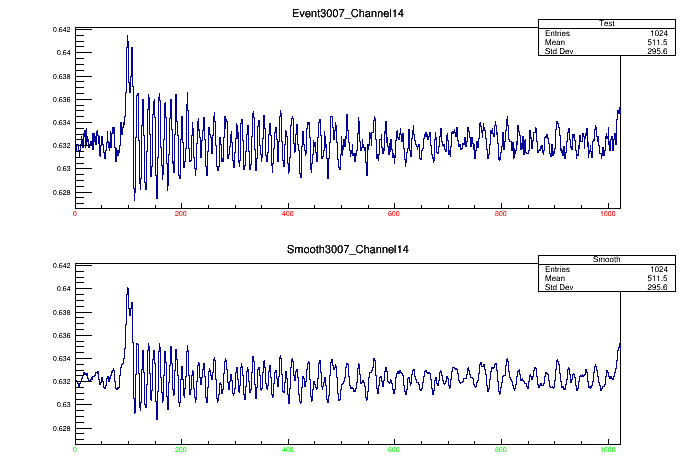 Event3007_Channel14
Test
Entries 1024
Mean 511.5
Std Dev 295.6
0.642
0.64
0.638
0.636
0.634
0.632
0.63
0.628
0 200 400 600 800 1000
Smooth3007_Channel14
Smooth
Entries 1024
Mean 511.5
Std Dev 295.6
0.642
0.64
0.638
0.636
0.634
0.632
0.63
0.628
0 200 400 600 800 1000